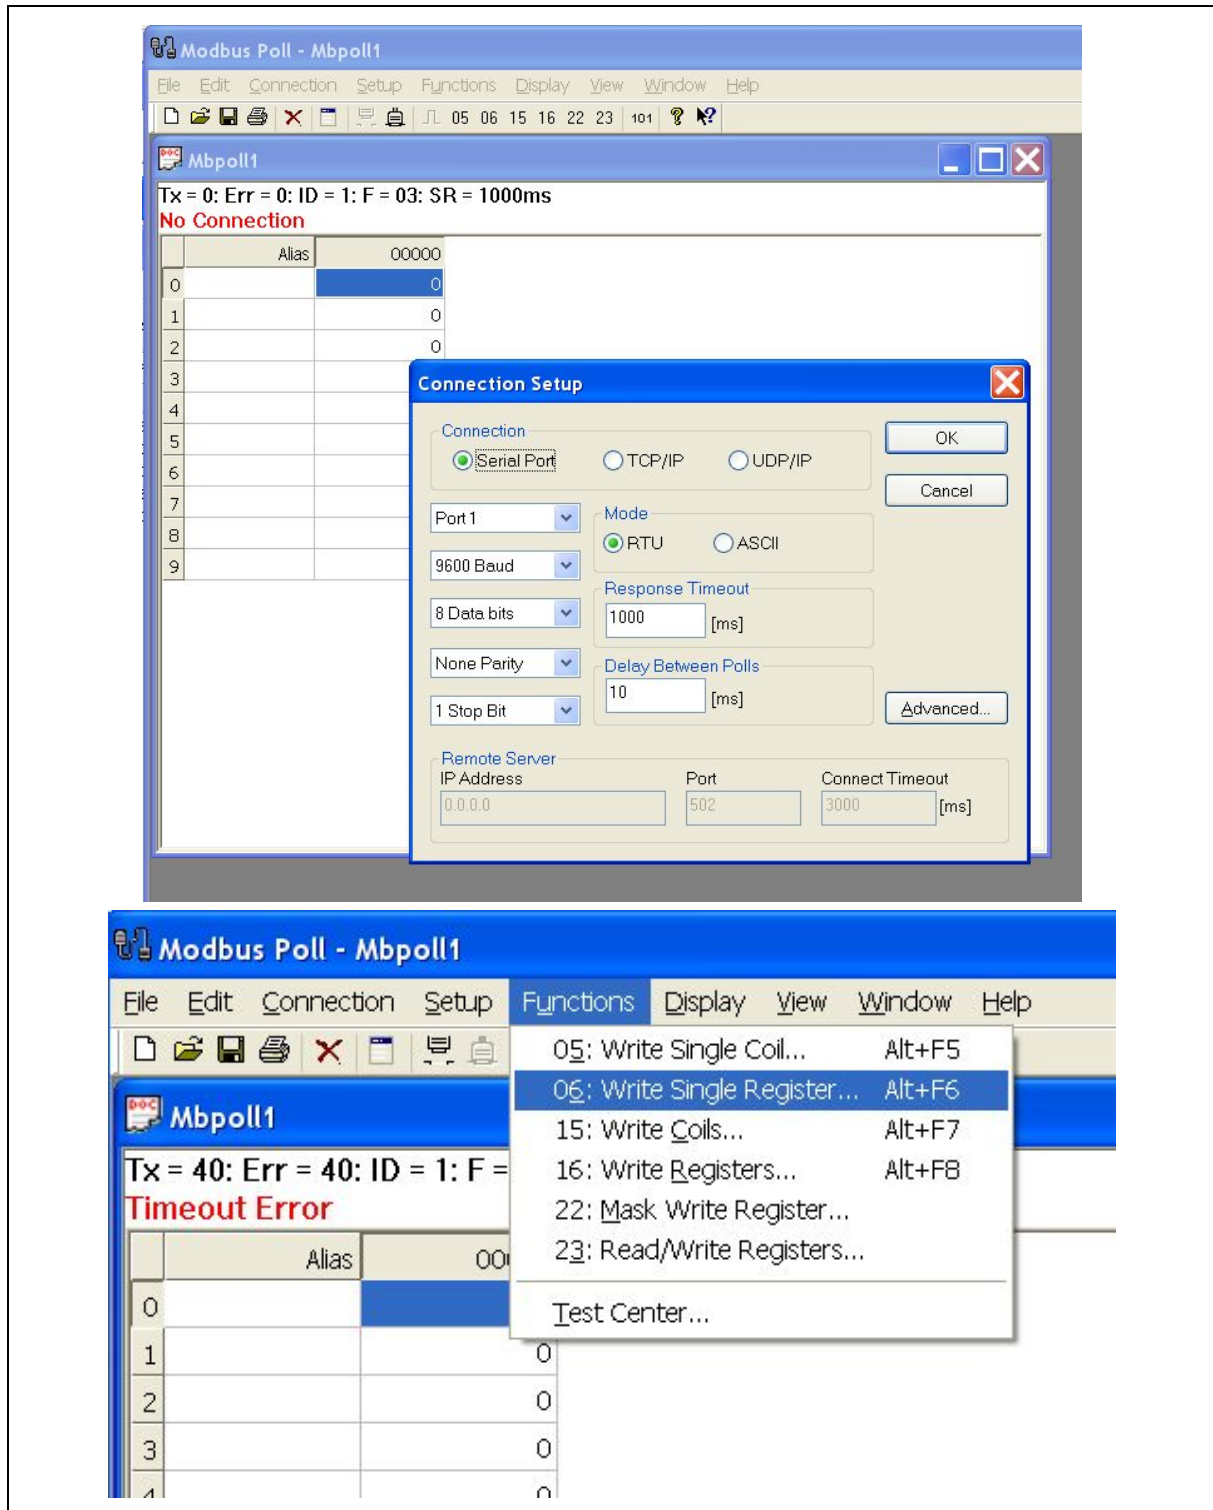 Modbus Poll - Mbpoll1
File Edit Connection Setup Functions Display View Window Help
05 06 15 16 22 23 101
Mbpoll1
Tx = 0: Err = 0: ID = 1: F = 03: SR = 1000ms
No Connection
Alias 00000
0 0
1 0
2 0
3
4
5
6
7
8
9
Connection Setup
Connection
Serial Port TCP/IP UDP/IP
OK
Cancel
Port 1
Mode
RTU ASCII
9600 Baud
Response Timeout
8 Data bits
1000 [ms]
None Parity
Delay Between Polls
10 [ms]
1 Stop Bit
Advanced...
Remote Server
IP Address Port Connect Timeout
0.0.0.0 502 3000 [ms]
Modbus Poll - Mbpoll1
File Edit Connection Setup Functions Display View Window Help
05: Write Single Coil... Alt+F5
06: Write Single Register... Alt+F6
15: Write Coils... Alt+F7
16: Write Registers... Alt+F8
22: Mask Write Register...
23: Read/Write Registers...
Test Center...
Mbpoll1
Tx = 40: Err = 40: ID = 1: F =
Timeout Error
Alias
0
1 0
2 0
3 0